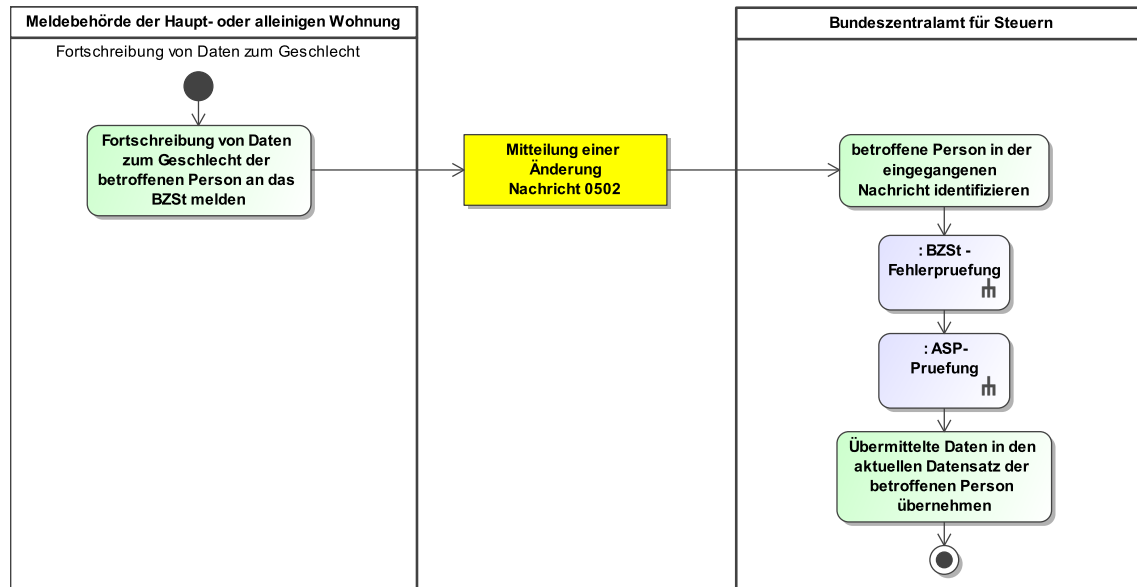 Meldebehörde der Haupt- oder alleinigen Wohnung
Fortschreibung von Daten zum Geschlecht
Fortschreibung von Daten
zum Geschlecht der
betroffenen Person an das
BZSt melden
Mitteilung einer
Änderung
Nachricht 0502
Bundeszentralamt für Steuern
betroffene Person in der
eingegangenen
Nachricht identifizieren
: BZSt -
Fehlerpruefung
: ASP-
Pruefung
Übermittelte Daten in den
aktuellen Datensatz der
betroffenen Person
übernehmen